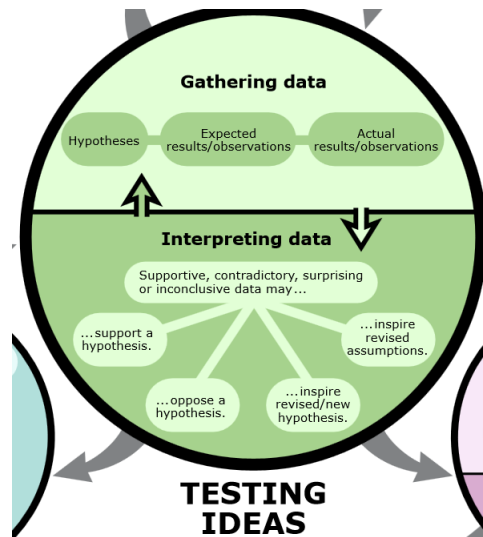 Gathering data
Hypotheses
Expected
results/observations
Actual
results/observations
Interpreting data
Supportive, contradictory, surprising
or inconclusive data may...
...support a
hypothesis.
...oppose a
hypothesis.
...inspire
revised/new
hypothesis.
...inspire
revised
assumptions.
TESTING
IDEAS